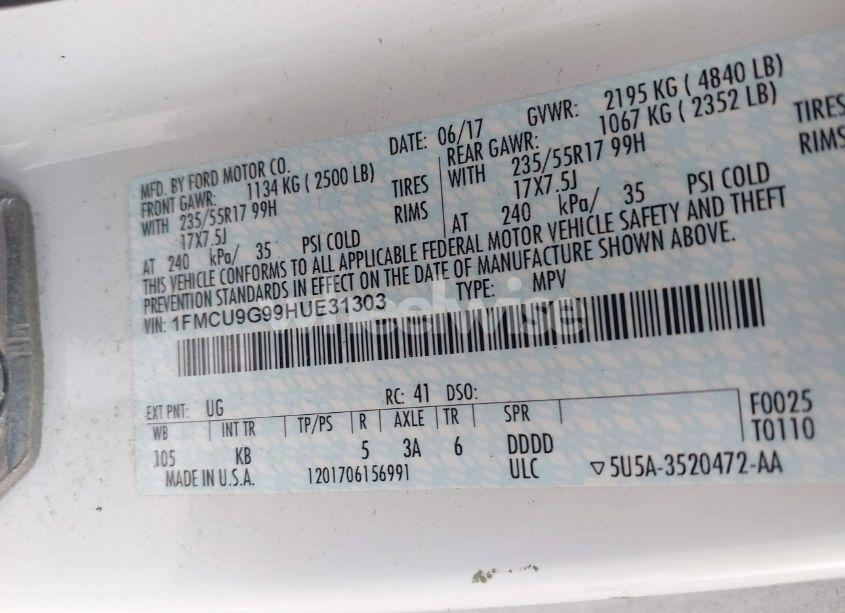 MFD. BY FORD MOTOR CO. DATE: 06/17 GVWR: 2195 KG ( 4840 LB)
FRONT GAWR: 1134 KG ( 2500 LB) REAR GAWR: 1067 KG ( 2352 LB)
WITH 235/55R17 99H TIRES WITH 235/55R17 99H TIRES
17X7.5J RIMS 17X7.5J RIMS
AT 240 kPa/ 35 PSI COLD AT 240 kPa/ 35 PSI COLD
THIS VEHICLE CONFORMS TO ALL APPLICABLE FEDERAL MOTOR VEHICLE SAFETY AND THEFT
PREVENTION STANDARDS IN EFFECT ON THE DATE OF MANUFACTURE SHOWN ABOVE.
VIN: 1FMCU9G99HUE31303 TYPE: MPV
wheelwise
EXT PNT: UG RC: 41 DSO:
WB INT TR TP/PS R AXLE TR SPR F0025
105 KB 5 3A 6 DDDD T0110
MADE IN U.S.A. 1201706156991 ULC ▽5U5A-3520472-AA